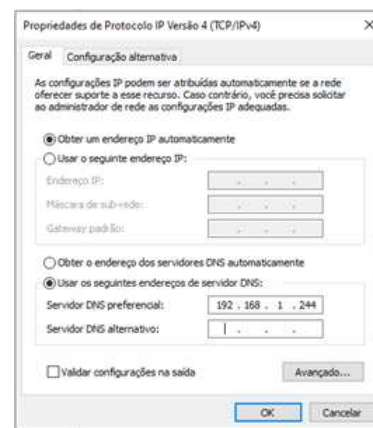 Propriedades de Protocolo IP Versão 4 (TCP/IPv4)
Geral
Configuração alternativa
As configurações IP podem ser atribuídas automaticamente se a rede
oferecer suporte a esse recurso. Caso contrário, você precisa solicitar
ao administrador de rede as configurações IP adequadas.
Obter um endereço IP automaticamente
Usar o seguinte endereço IP:
Endereço IP:
Máscara de sub-rede:
Gateway padrão:
Obter o endereço dos servidores DNS automaticamente
Usar os seguintes endereços de servidor DNS:
Servidor DNS preferencial: 192 . 168 . 1 . 244
Servidor DNS alternativo: . . .
Validar configurações na saída
Avançado...
OK Cancelar